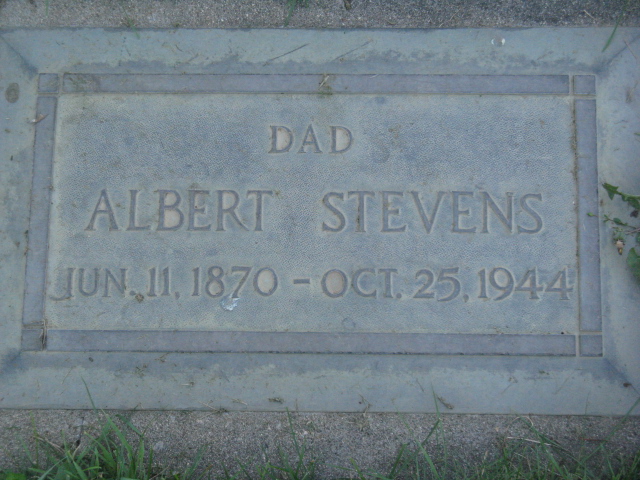 DAD
ALBERT STEVENS
JUN. 11, 1870 - OCT. 25, 1944